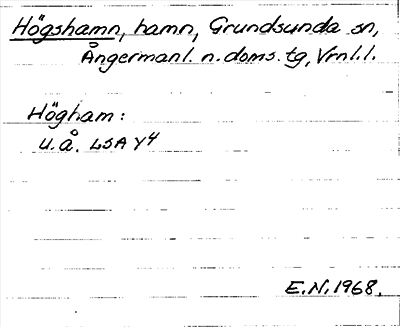 Högshamn, hamn, Grundsunda sn,
Ångermanl. n. doms. tg, Vrnl.l.
Högham:
u.å. LSA Y4
E.N. 1968.